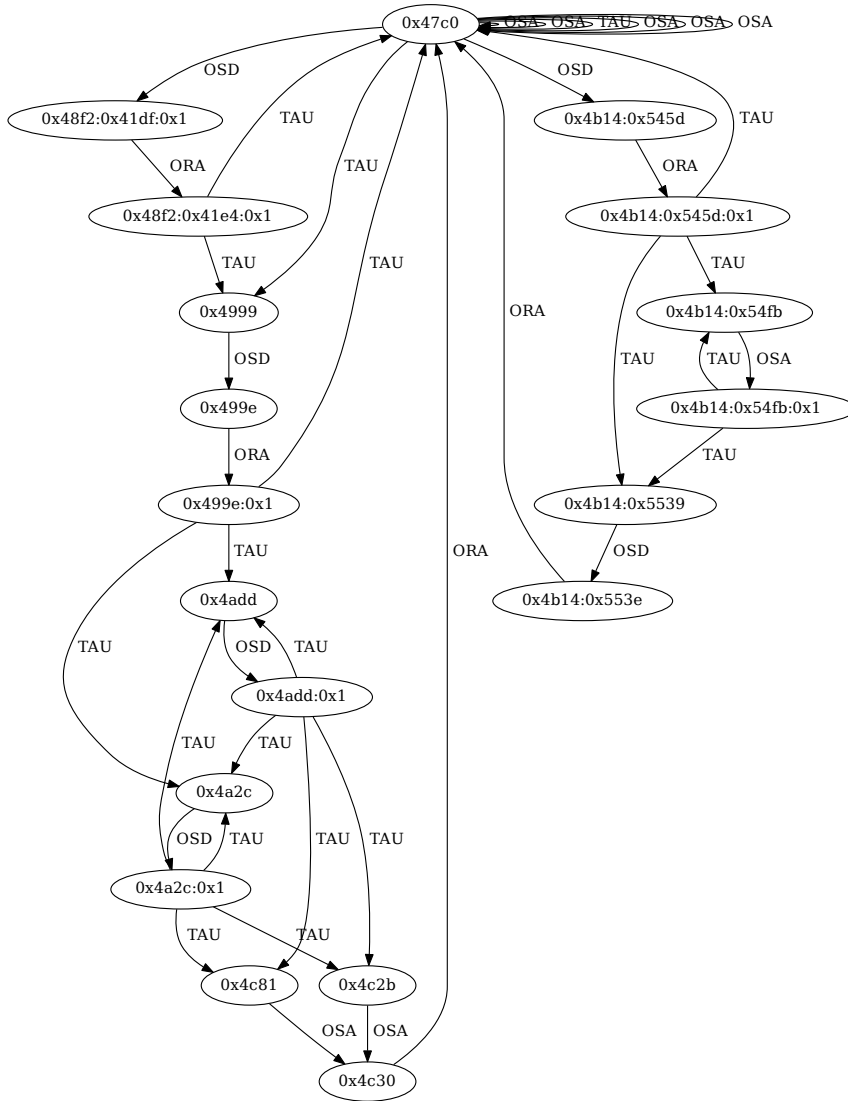 0x47c0 OSA OSA TAU OSA OSA OSA
OSD OSD
0x48f2:0x41df:0x1 0x4b14:0x545d
TAU TAU
ORA TAU ORA
0x48f2:0x41e4:0x1 0x4b14:0x545d:0x1
TAU TAU TAU
0x4999 ORA 0x4b14:0x54fb
OSD TAU TAU OSA
0x499e 0x4b14:0x54fb:0x1
ORA TAU
0x499e:0x1 0x4b14:0x5539
TAU ORA OSD
0x4add 0x4b14:0x553e
TAU OSD TAU
0x4add:0x1
TAU TAU
0x4a2c
OSD TAU TAU TAU
0x4a2c:0x1
TAU TAU
0x4c81 0x4c2b
OSA OSA
0x4c30